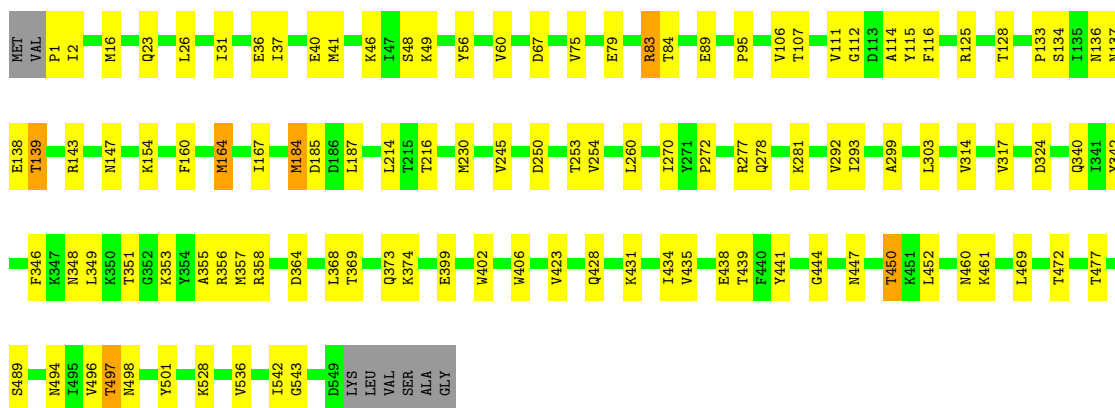 MET VAL P1 I2 M16 Q23 L26 I31 E36 I37 E40 M41 K46 I47 S48 K49 Y56 V60 D67 V75 E79 R83 T84 E89 P95 V106 T107 V111 G112 D113 A114 Y115 F116 R125 T128 P133 S134 I135 N136 N137
E138 T139 R143 N147 K154 F160 M164 I167 M184 D185 D186 L187 L214 T215 T216 M230 V245 D250 T253 V254 L260 I270 Y271 P272 R277 Q278 K281 V292 I293 A299 L303 V314 V317 D324 Q340 I341 Y342
F346 K347 N348 L349 K350 T351 G352 K353 Y354 A355 R356 M357 R358 D364 L368 T369 Q373 K374 E399 W402 W406 V423 Q428 K431 I434 V435 E438 T439 F440 Y441 G444 N447 T450 K451 L452 N460 K461 L469 T472 T477
S489 N494 I495 V496 T497 N498 Y501 K528 V536 I542 G543 D549 LYS LEU VAL SER ALA GLY